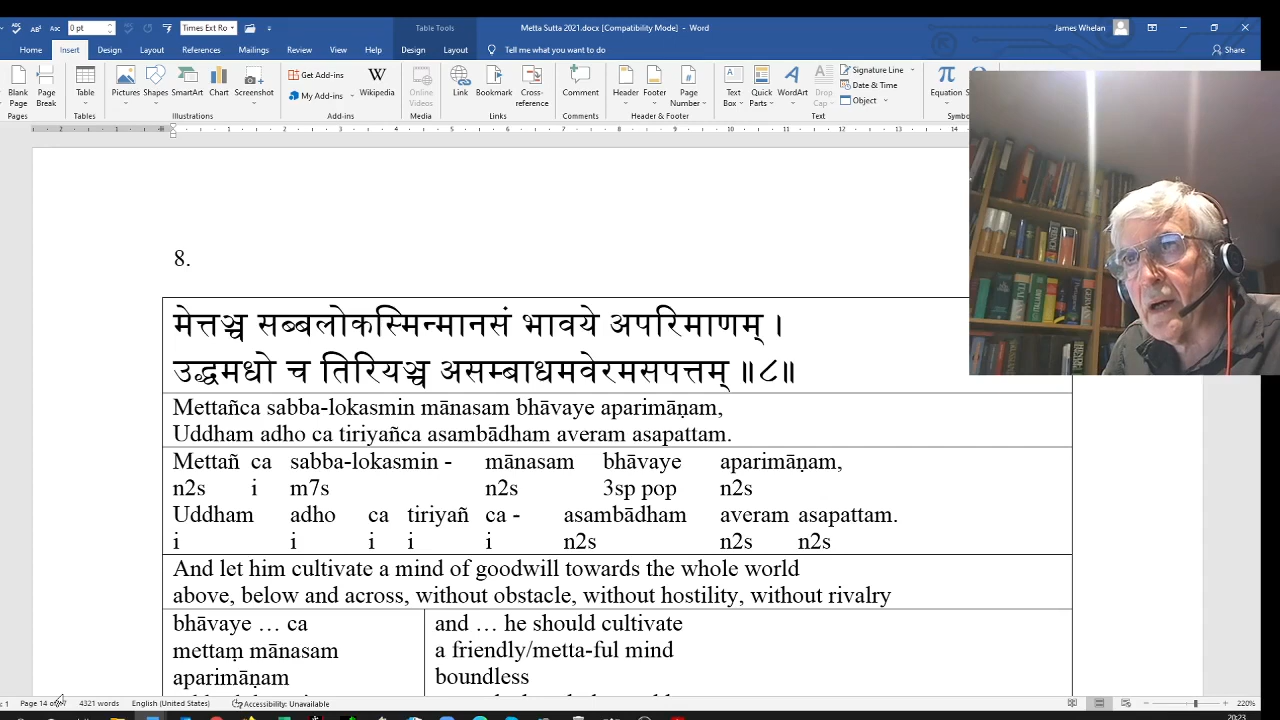 0 pt
Times Ext Ro
Table Tools
Metta Sutta 2021.docx [Compatibility Mode] - Word
James Whelan
Home Insert Design Layout References Mailings Review View Help Design Layout Tell me what you want to do
Share
Blank Page
Page Break
Table
Pictures Shapes SmartArt Chart Screenshot
Get Add-ins
My Add-ins
Wikipedia
Online Videos
Link Bookmark Cross-reference
Comment
Header Footer Page Number
Text Box Quick Parts WordArt Drop Cap
Signature Line
Date & Time
Object
Equation
Pages Tables Illustrations Add-ins Media Links Comments Header & Footer Text
8.
मेत्तञ्च सब्बलोकस्मिन्मानसं भावये अपरिमाणम् ।
उद्धमधो च तिरियञ्च असम्बाधमवेरमसपत्तम् ॥८॥
Mettañca sabba-lokasmin mānasam bhāvaye aparimāṇam,
Uddham adho ca tiriyañca asambādham averam asapattam.
Mettañ ca sabba-lokasmin - mānasam bhāvaye aparimāṇam,
n2s i m7s n2s 3sp pop n2s
Uddham adho ca tiriyañ ca - asambādham averam asapattam.
i i i i i n2s n2s n2s
And let him cultivate a mind of goodwill towards the whole world
above, below and across, without obstacle, without hostility, without rivalry
bhāvaye … ca and … he should cultivate
mettaṃ mānasam a friendly/metta-ful mind
aparimāṇam boundless
Page 14 of 4321 words English (United States) Accessibility: Unavailable 220%
20:23